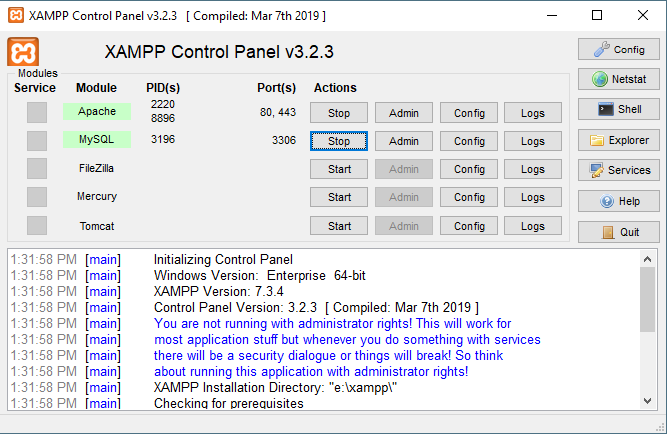 XAMPP Control Panel v3.2.3 [ Compiled: Mar 7th 2019 ]
XAMPP Control Panel v3.2.3
Config
Modules
Service Module PID(s) Port(s) Actions
Netstat
Apache 2220 8896 80, 443 Stop Admin Config Logs
Shell
MySQL 3196 3306 Stop Admin Config Logs
Explorer
FileZilla Start Admin Config Logs
Services
Mercury Start Admin Config Logs
Help
Tomcat Start Admin Config Logs
Quit
1:31:58 PM [main] Initializing Control Panel
1:31:58 PM [main] Windows Version: Enterprise 64-bit
1:31:58 PM [main] XAMPP Version: 7.3.4
1:31:58 PM [main] Control Panel Version: 3.2.3 [ Compiled: Mar 7th 2019 ]
1:31:58 PM [main] You are not running with administrator rights! This will work for
1:31:58 PM [main] most application stuff but whenever you do something with services
1:31:58 PM [main] there will be a security dialogue or things will break! So think
1:31:58 PM [main] about running this application with administrator rights!
1:31:58 PM [main] XAMPP Installation Directory: "e:\xampp\"
1:31:58 PM [main] Checking for prerequisites